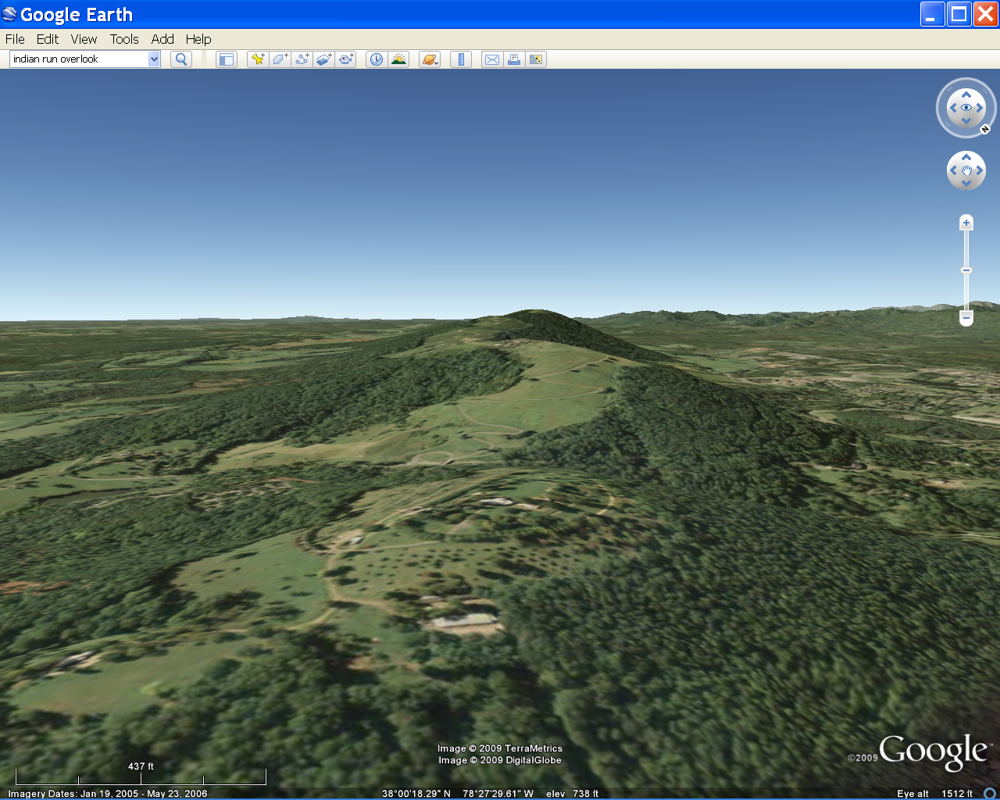 Google Earth
File Edit View Tools Add Help
indian run overlook
N
Image © 2009 TerraMetrics
Image © 2009 DigitalGlobe
©2009 Google™
437 ft
Imagery Dates: Jan 19, 2005 - May 23, 2006 38°00'18.29" N 78°27'29.61" W elev 738 ft Eye alt 1512 ft